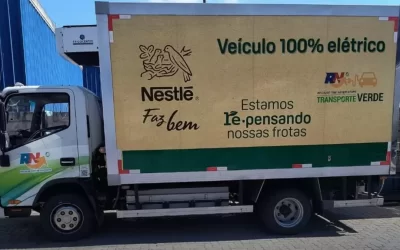 Veículo 100% elétrico
Nestlé
Faz bem
Estamos
re-pensando
nossas frotas
TRANSPORTE VERDE